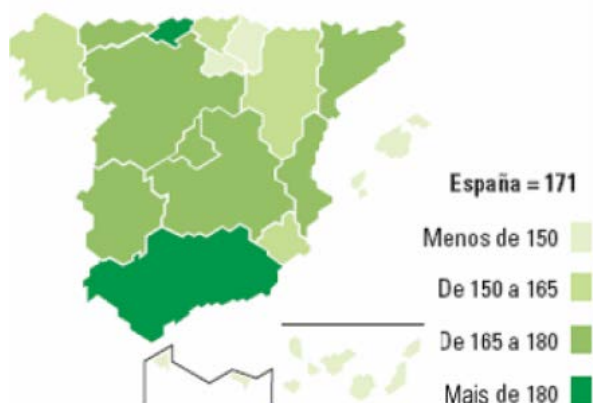 España = 171
Menos de 150
De 150 a 165
De 165 a 180
Mais de 180